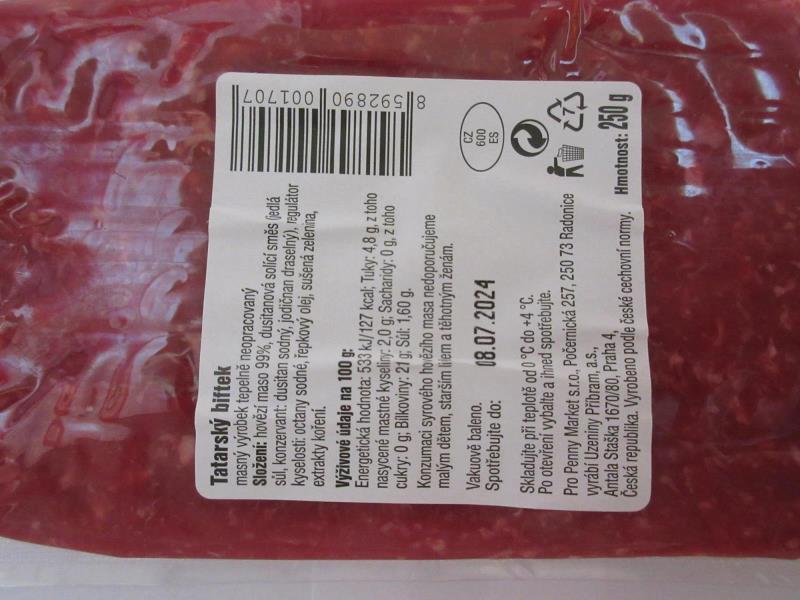 Tatarský biftek
masný výrobek tepelně neopracovaný
Složení: hovězí maso 99%, dusitanová solicí směs (jedlá
sůl, konzervant: dusitan sodný, jodičnan draselný), regulátor
kyselosti: octany sodné, řepkový olej, sušená zelenina,
extrakty koření.
Výživové údaje na 100 g:
Energetická hodnota: 533 kJ/127 kcal; Tuky: 4,8 g, z toho
nasycené mastné kyseliny: 2,0 g; Sacharidy: 0 g, z toho
cukry: 0 g; Bílkoviny: 21 g; Sůl: 1,60 g.
Konzumaci syrového hovězího masa nedoporučujeme
malým dětem, starším lidem a těhotným ženám.
Vakuově baleno.
Spotřebujte do: 08.07.2024
Skladujte při teplotě od 0 °C do +4 °C.
Po otevření vybalte a ihned spotřebujte.
Pro Penny Market s.r.o., Počernická 257, 250 73 Radonice
vyrábí Uzeniny Příbram, a.s.,
Antala Staška 1670/80, Praha 4,
Česká republika. Vyrobeno podle české cechovní normy.
Hmotnost: 250 g
8 592890 001707
CZ
600
ES
7